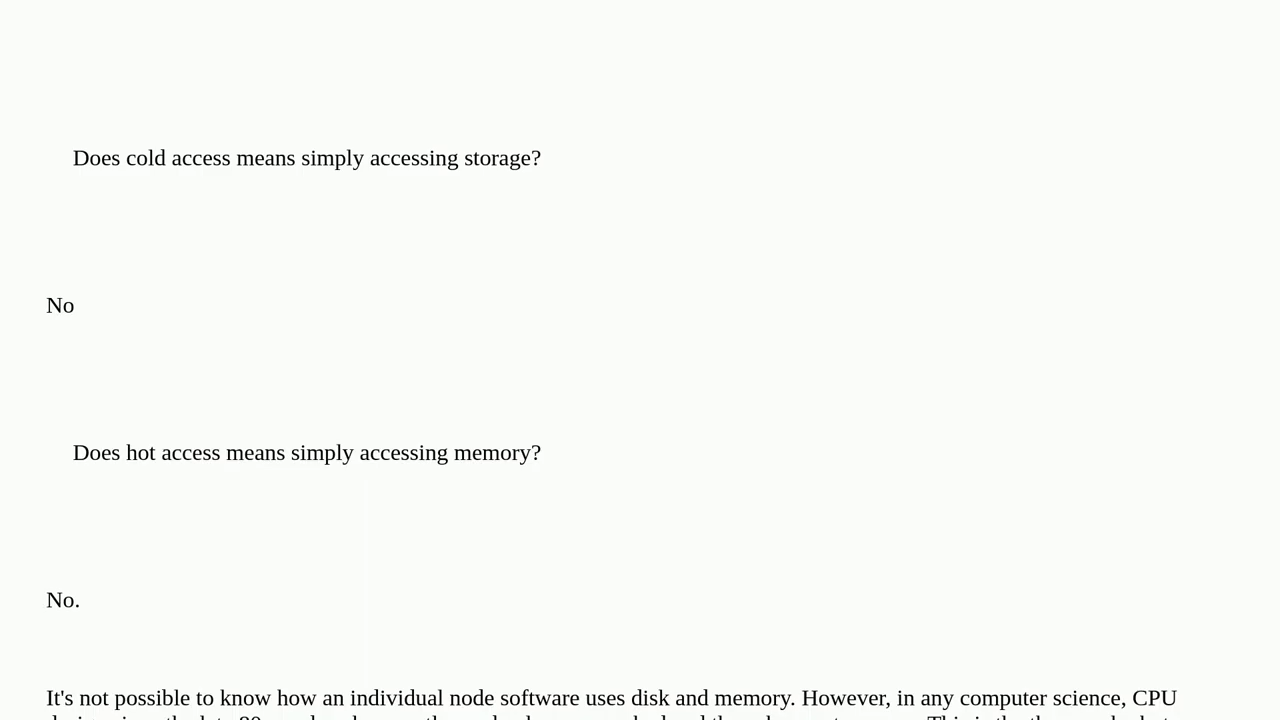 Does cold access means simply accessing storage?
No
Does hot access means simply accessing memory?
No.
It's not possible to know how an individual node software uses disk and memory. However, in any computer science, CPU